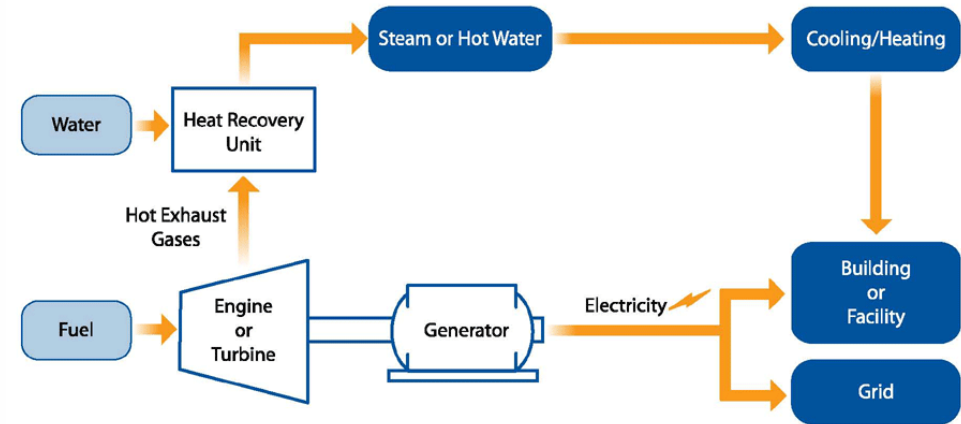 Steam or Hot Water
Cooling/Heating
Water
Heat Recovery
Unit
Hot Exhaust
Gases
Building
or
Facility
Fuel
Engine
or
Turbine
Generator
Electricity
Grid